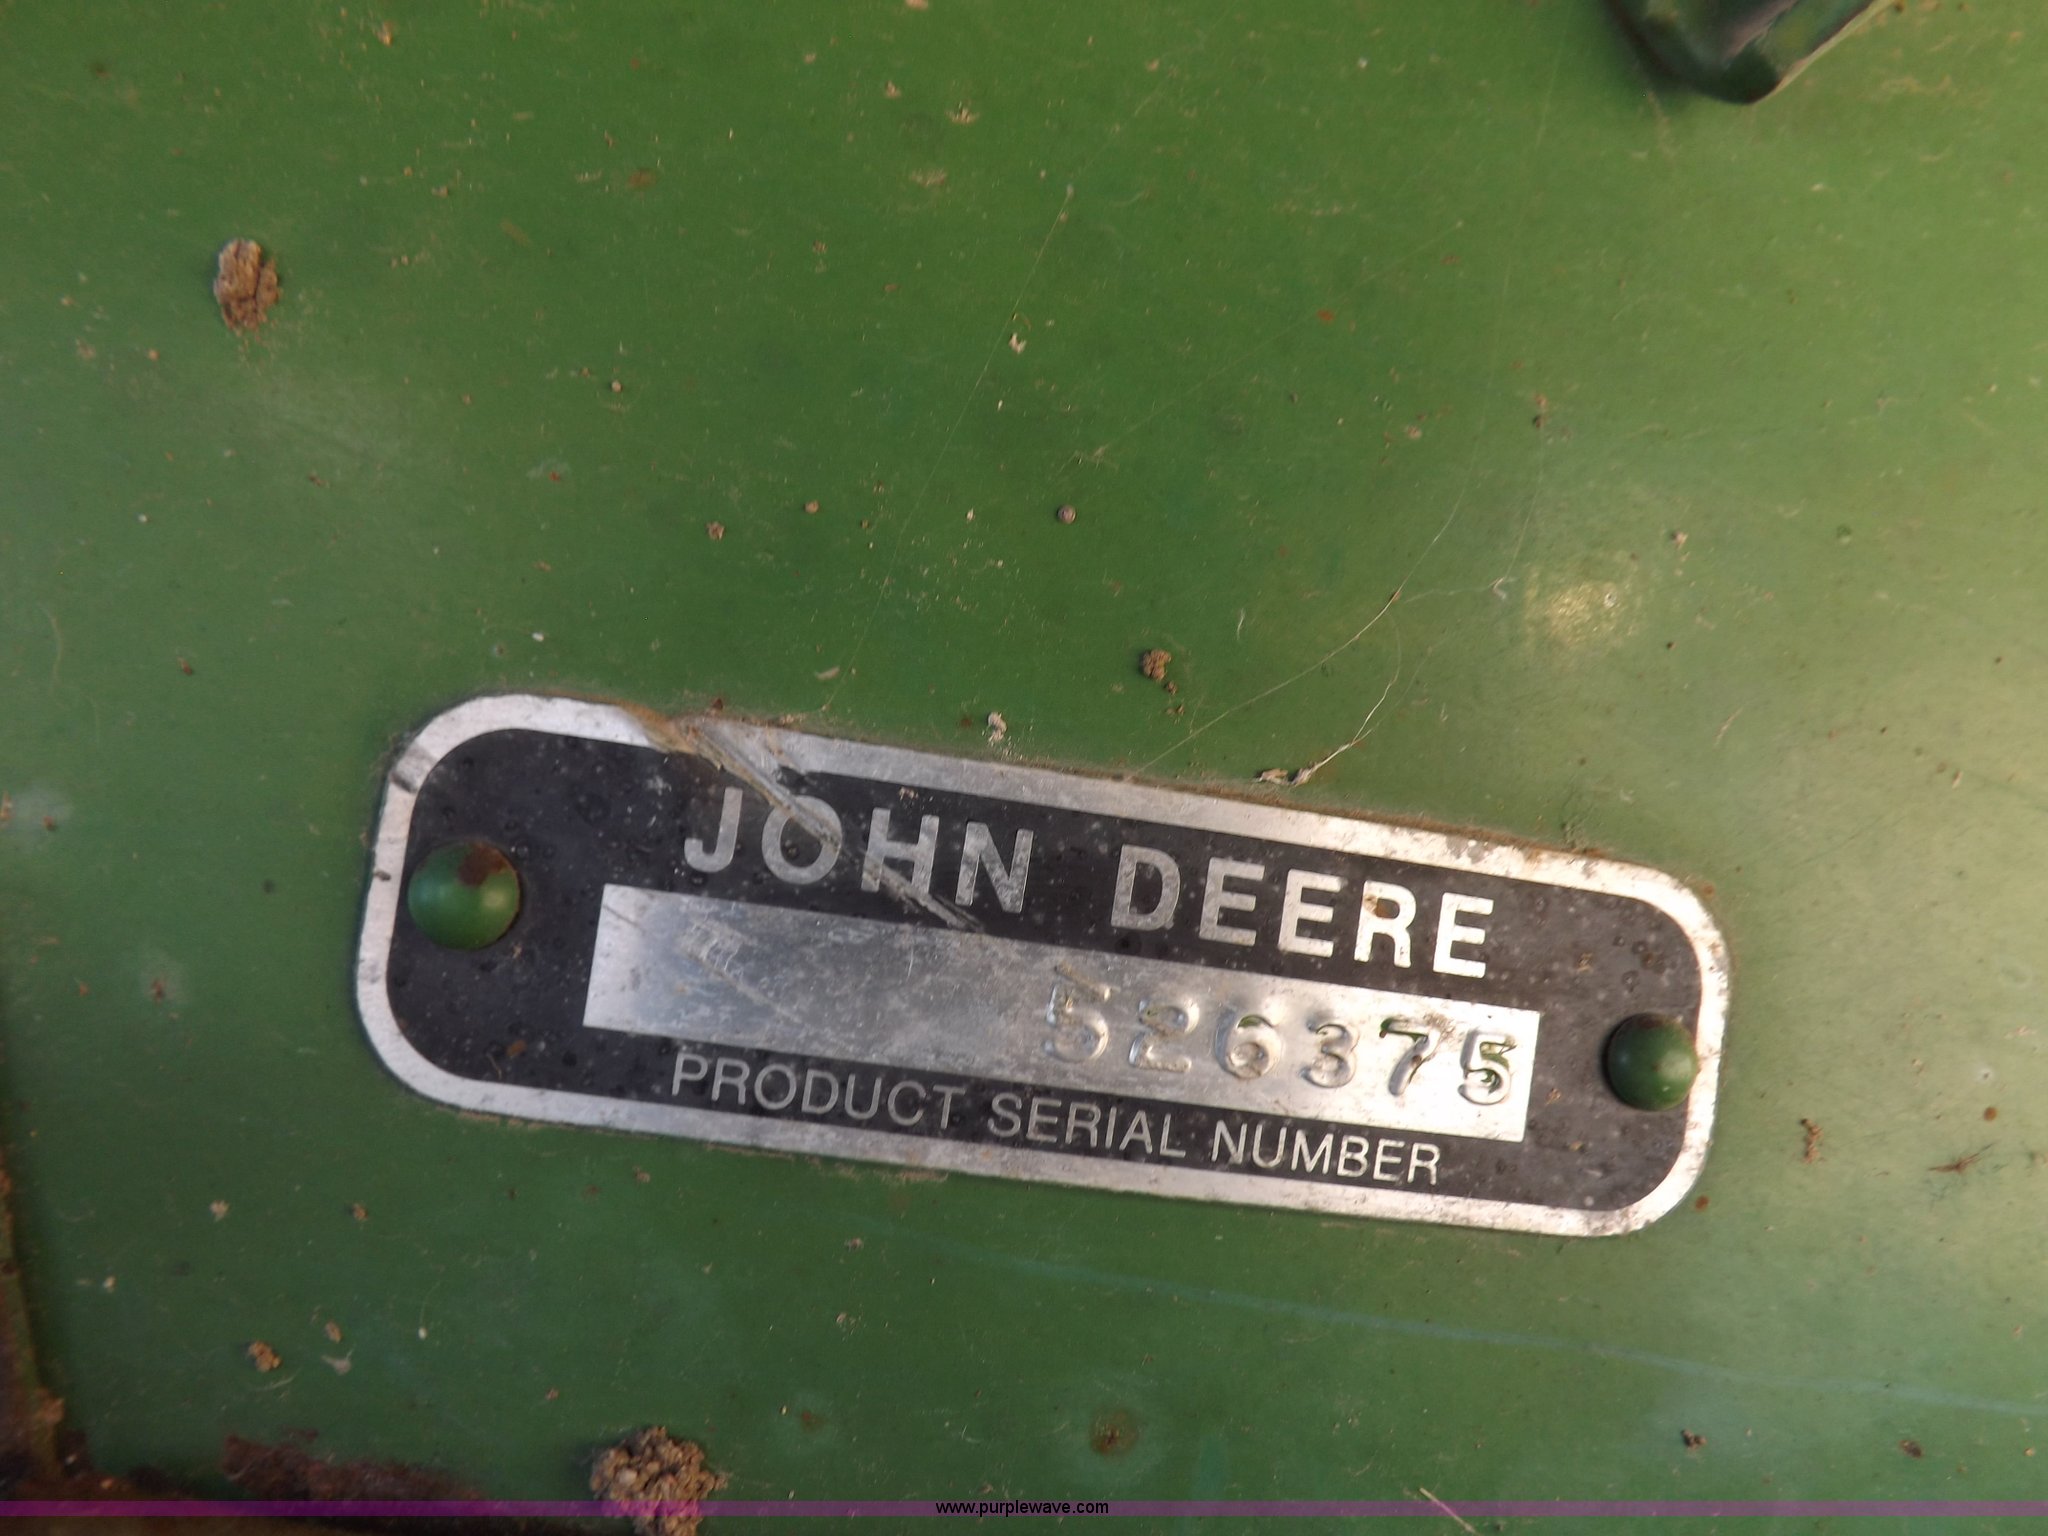 JOHN DEERE
526375
PRODUCT SERIAL NUMBER
www.purplewave.com